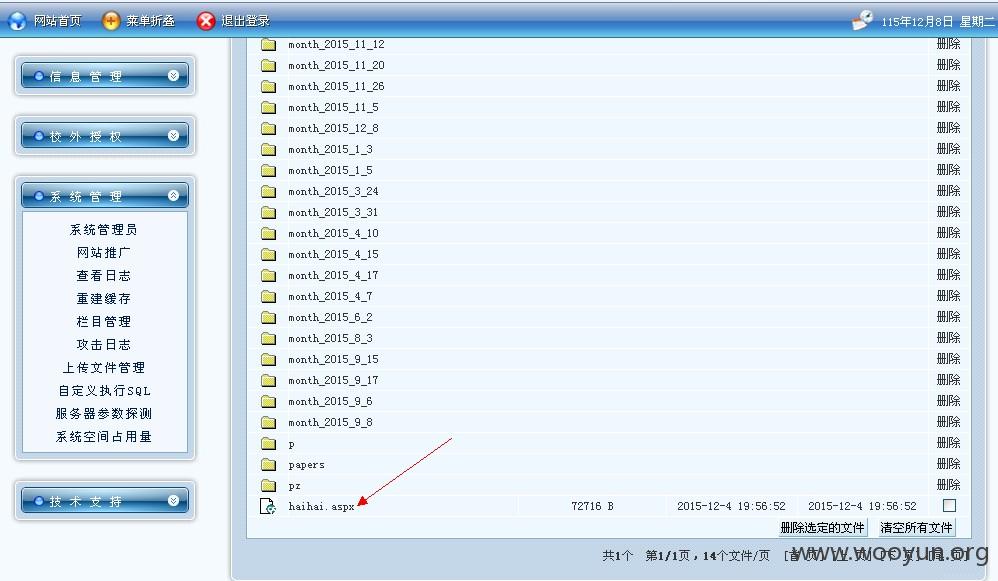 网站首页 菜单折叠 退出登录 115年12月8日 星期二
信息管理
校外授权
系统管理
系统管理员
网站推广
查看日志
重建缓存
栏目管理
攻击日志
上传文件管理
自定义执行SQL
服务器参数探测
系统空间占用量
技术支持
month_2015_11_12 删除
month_2015_11_20 删除
month_2015_11_26 删除
month_2015_11_5 删除
month_2015_12_8 删除
month_2015_1_3 删除
month_2015_1_5 删除
month_2015_3_24 删除
month_2015_3_31 删除
month_2015_4_10 删除
month_2015_4_15 删除
month_2015_4_17 删除
month_2015_4_7 删除
month_2015_6_2 删除
month_2015_8_3 删除
month_2015_9_15 删除
month_2015_9_17 删除
month_2015_9_6 删除
month_2015_9_8 删除
p 删除
papers 删除
pz 删除
haihai.aspx 72716 B 2015-12-4 19:56:52 2015-12-4 19:56:52
删除选定的文件 清空所有文件
共1个 第1/1页，14个文件/页
www.wooyun.org